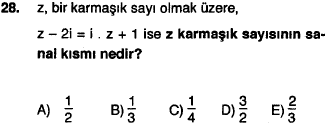 28. z, bir karmaşık sayı olmak üzere,
z – 2i = i . z + 1 ise z karmaşık sayısının sa-
nal kısmı nedir?
A) 1/2 B) 1/3 C) 1/4 D) 3/2 E) 2/3